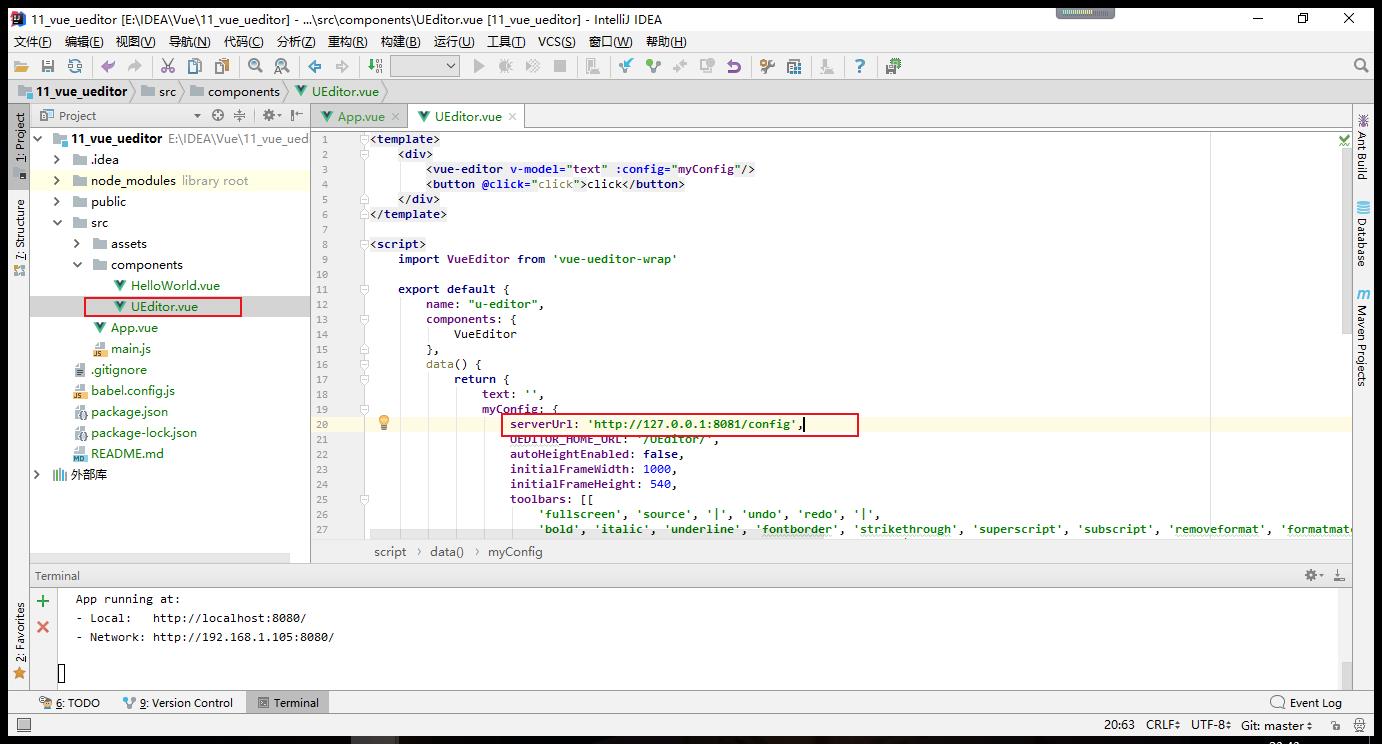 11_vue_ueditor [E:\IDEA\Vue\11_vue_ueditor] - ...\src\components\UEditor.vue [11_vue_ueditor] - IntelliJ IDEA
文件(F) 编辑(E) 视图(V) 导航(N) 代码(C) 分析(Z) 重构(R) 构建(B) 运行(U) 工具(T) VCS(S) 窗口(W) 帮助(H)
11_vue_ueditor src components UEditor.vue
1: Project
7: Structure
2: Favorites
Project
11_vue_ueditor E:\IDEA\Vue\11_vue_ued
.idea
node_modules library root
public
src
assets
components
HelloWorld.vue
UEditor.vue
App.vue
main.js
.gitignore
babel.config.js
package.json
package-lock.json
README.md
外部库
App.vue UEditor.vue
1 <template>
2 <div>
3 <vue-editor v-model="text" :config="myConfig"/>
4 <button @click="click">click</button>
5 </div>
6 </template>
7
8 <script>
9 import VueEditor from 'vue-ueditor-wrap'
10
11 export default {
12 name: "u-editor",
13 components: {
14 VueEditor
15 },
16 data() {
17 return {
18 text: '',
19 myConfig: {
20 serverUrl: 'http://127.0.0.1:8081/config',
21 UEDITOR_HOME_URL: '/UEditor/',
22 autoHeightEnabled: false,
23 initialFrameWidth: 1000,
24 initialFrameHeight: 540,
25 toolbars: [[
26 'fullscreen', 'source', '|', 'undo', 'redo', '|',
27 'bold', 'italic', 'underline', 'fontborder', 'strikethrough', 'superscript', 'subscript', 'removeformat', 'formatmat
script › data() › myConfig
Ant Build
Database
Maven Projects
Terminal
App running at:
- Local: http://localhost:8080/
- Network: http://192.168.1.105:8080/
6: TODO 9: Version Control Terminal Event Log
20:63 CRLF UTF-8 Git: master